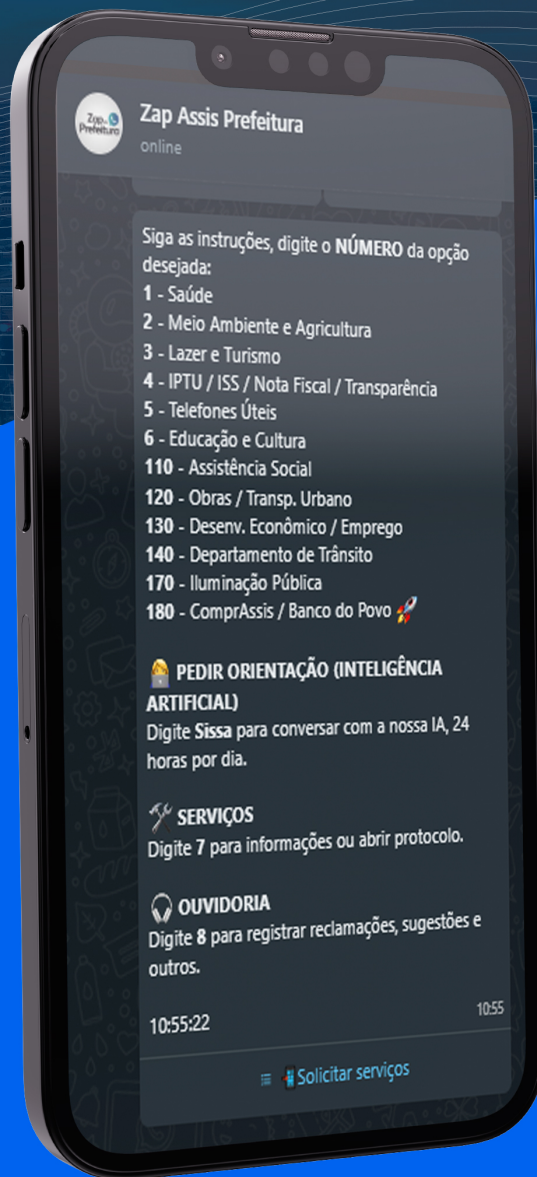 Zap da
Prefeitura
Zap Assis Prefeitura
online
Siga as instruções, digite o NÚMERO da opção
desejada:
1 - Saúde
2 - Meio Ambiente e Agricultura
3 - Lazer e Turismo
4 - IPTU / ISS / Nota Fiscal / Transparência
5 - Telefones Úteis
6 - Educação e Cultura
110 - Assistência Social
120 - Obras / Transp. Urbano
130 - Desenv. Econômico / Emprego
140 - Departamento de Trânsito
170 - Iluminação Pública
180 - ComprAssis / Banco do Povo 🚀
👩‍💻 PEDIR ORIENTAÇÃO (INTELIGÊNCIA
ARTIFICIAL)
Digite Sissa para conversar com a nossa IA, 24
horas por dia.
🛠 SERVIÇOS
Digite 7 para informações ou abrir protocolo.
🎧 OUVIDORIA
Digite 8 para registrar reclamações, sugestões e
outros.
10:55:22
10:55
📲Solicitar serviços